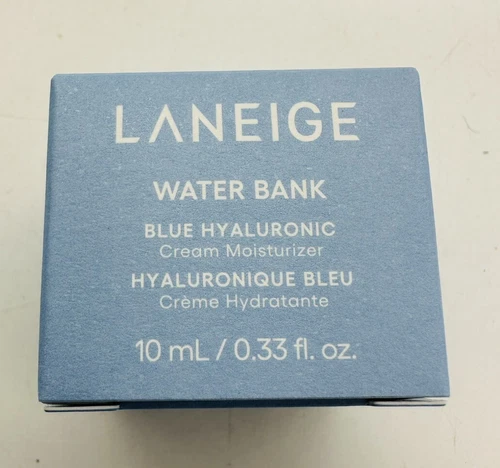 LANEIGE
WATER BANK
BLUE HYALURONIC
Cream Moisturizer
HYALURONIQUE BLEU
Crème Hydratante
10 mL / 0.33 fl. oz.